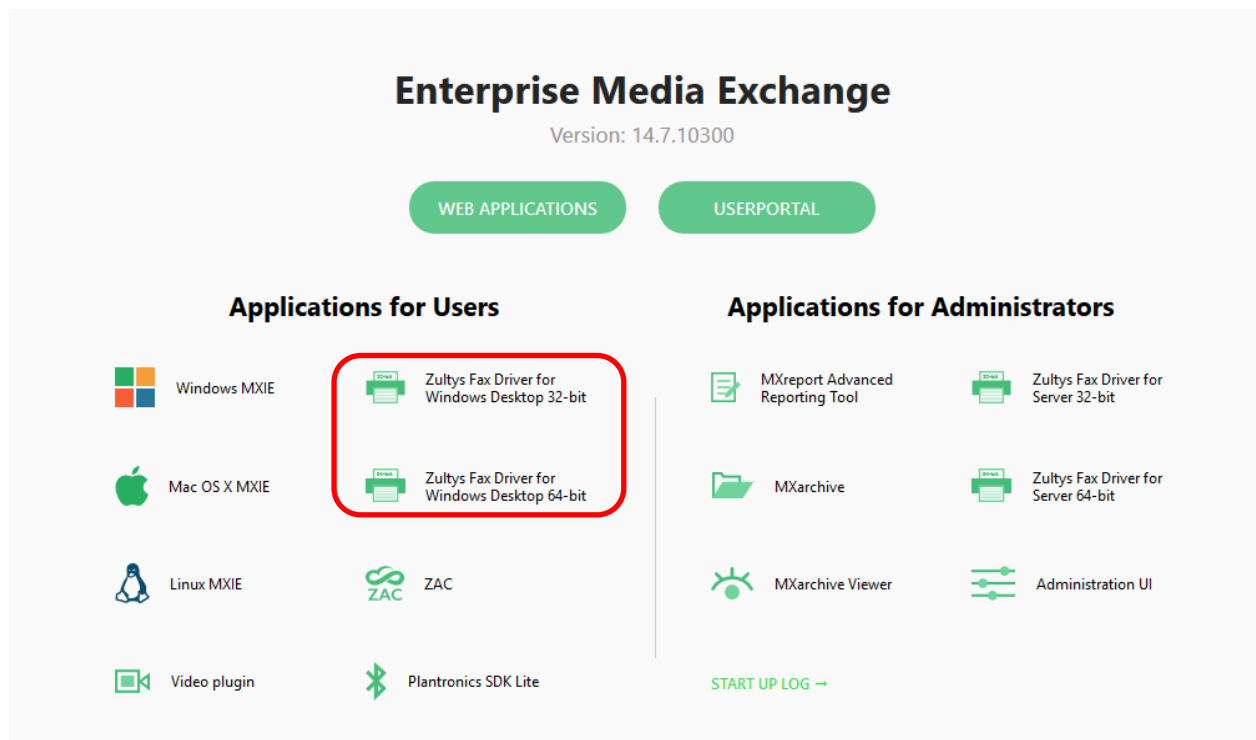 Enterprise Media Exchange
Version: 14.7.10300
WEB APPLICATIONS
USERPORTAL
Applications for Users
Windows MXIE
Zultys Fax Driver for
Windows Desktop 32-bit
Mac OS X MXIE
Zultys Fax Driver for
Windows Desktop 64-bit
Linux MXIE
ZAC
ZAC
Video plugin
Plantronics SDK Lite
Applications for Administrators
MXreport Advanced
Reporting Tool
Zultys Fax Driver for
Server 32-bit
MXarchive
Zultys Fax Driver for
Server 64-bit
MXarchive Viewer
Administration UI
START UP LOG →